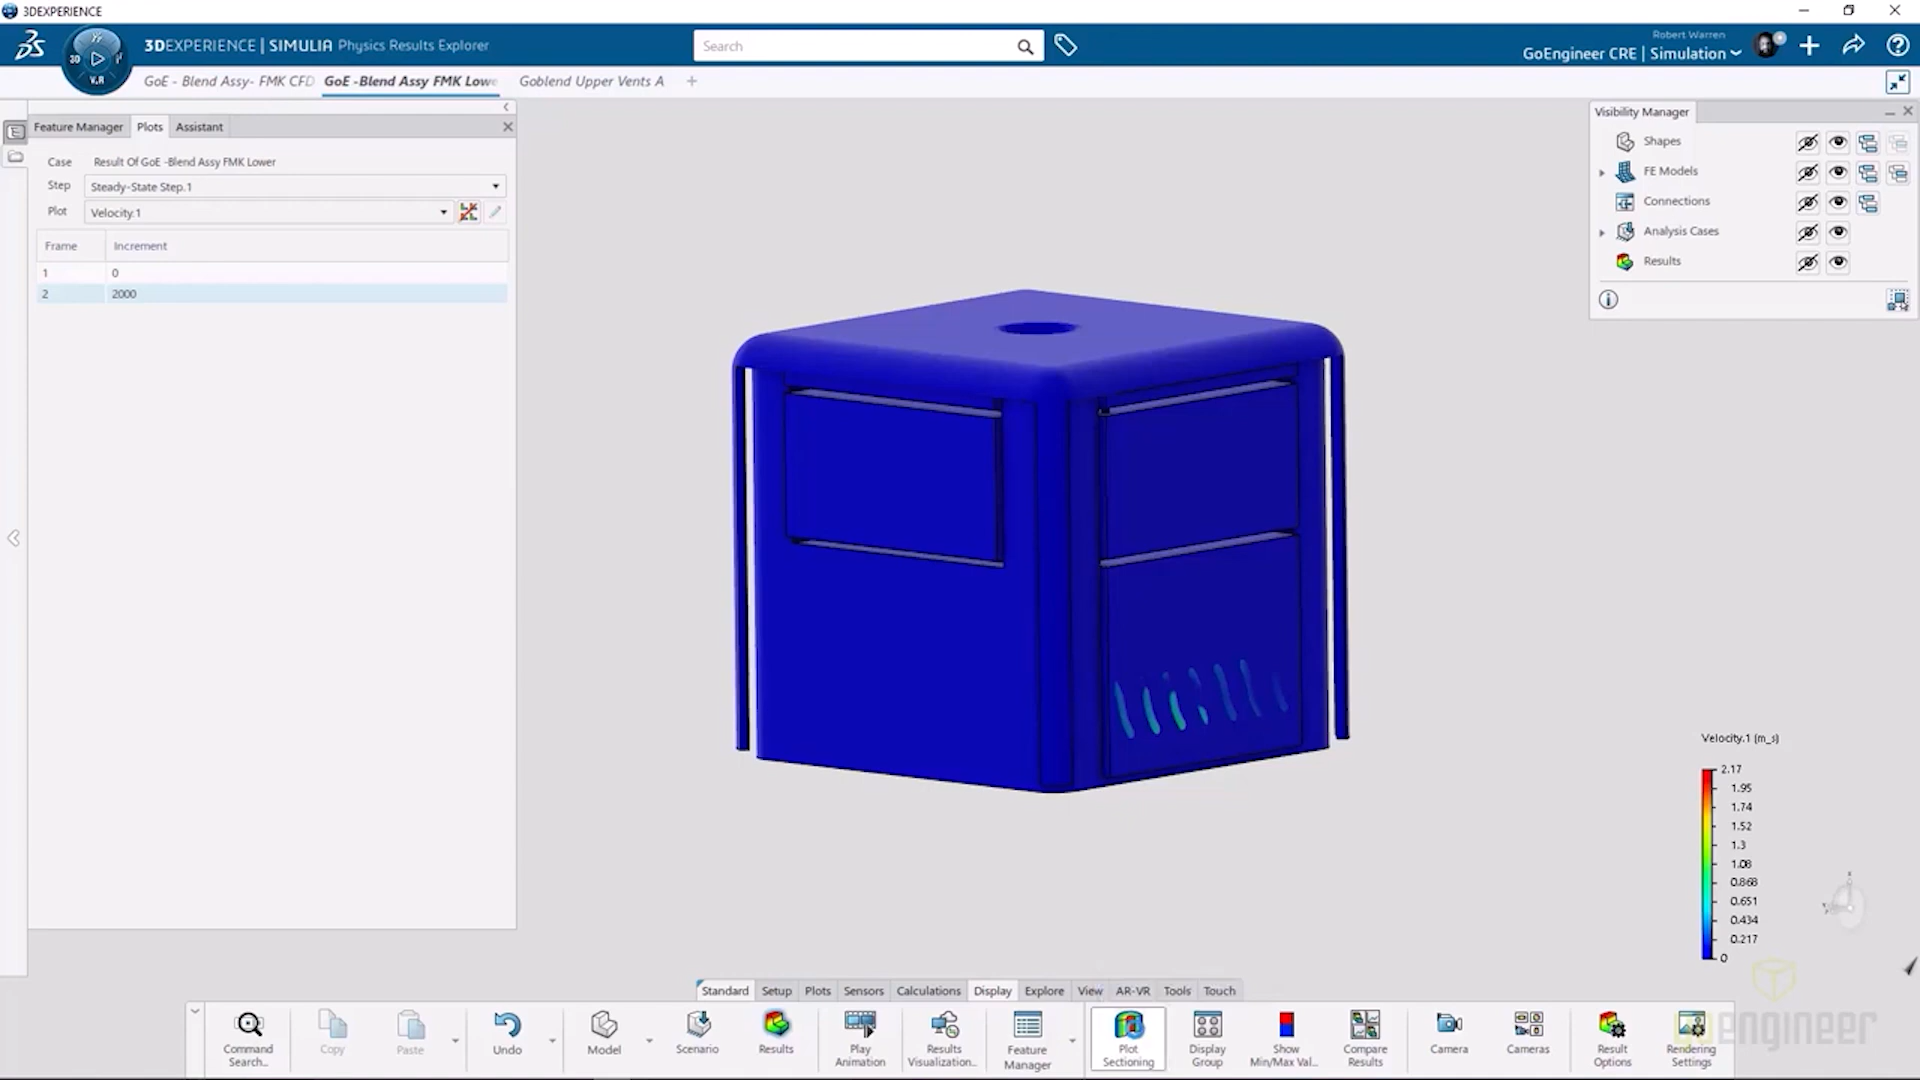 3DEXPERIENCE
3DEXPERIENCE | SIMULIA Physics Results Explorer
Search
Robert Warren
GoEngineer CRE | Simulation
3D
V.R
GoE - Blend Assy- FMK CFD
GoE -Blend Assy FMK Lowe
Goblend Upper Vents A
+
Feature Manager
Plots
Assistant
Case
Result Of GoE -Blend Assy FMK Lower
Step
Steady-State Step.1
Plot
Velocity.1
Frame
Increment
1
0
2
2000
Visibility Manager
Shapes
FE Models
Connections
Analysis Cases
Results
Velocity.1 (m_s)
2.17
1.95
1.74
1.52
1.3
1.08
0.868
0.651
0.434
0.217
0
Standard
Setup
Plots
Sensors
Calculations
Display
Explore
View
AR-VR
Tools
Touch
Command
Search...
Copy
Paste
Undo
Model
Scenario
Results
Play
Animation
Results
Visualization...
Feature
Manager
Plot
Sectioning
Display
Group
Show
Min/Max Val...
Compare
Results
Camera
Cameras
Result
Options
Rendering
Settings
goengineer